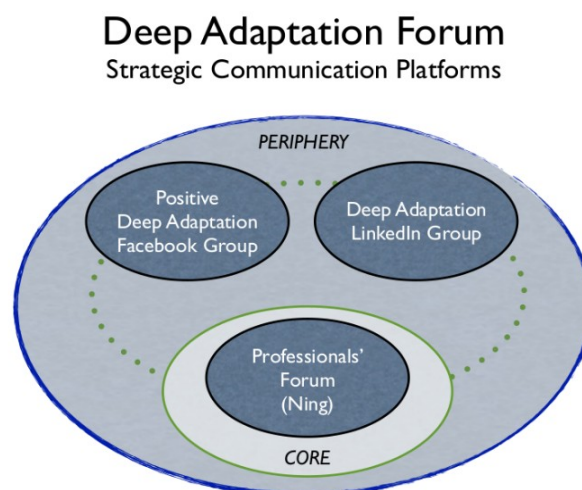 Deep Adaptation Forum
Strategic Communication Platforms
PERIPHERY
Positive
Deep Adaptation
Facebook Group
Deep Adaptation
LinkedIn Group
Professionals'
Forum
(Ning)
CORE